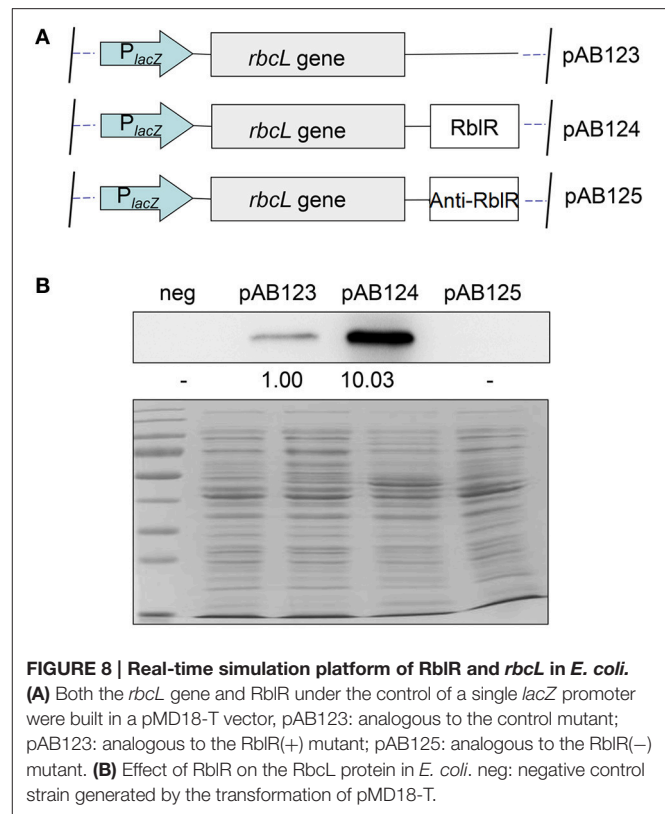 A
PlacZ
rbcL gene
pAB123
PlacZ
rbcL gene
RblR
pAB124
PlacZ
rbcL gene
Anti-RblR
pAB125
B
neg pAB123 pAB124 pAB125
- 1.00 10.03 -
FIGURE 8 | Real-time simulation platform of RblR and rbcL in E. coli.
(A) Both the rbcL gene and RblR under the control of a single lacZ promoter
were built in a pMD18-T vector, pAB123: analogous to the control mutant;
pAB123: analogous to the RblR(+) mutant; pAB125: analogous to the RblR(−)
mutant. (B) Effect of RblR on the RbcL protein in E. coli. neg: negative control
strain generated by the transformation of pMD18-T.